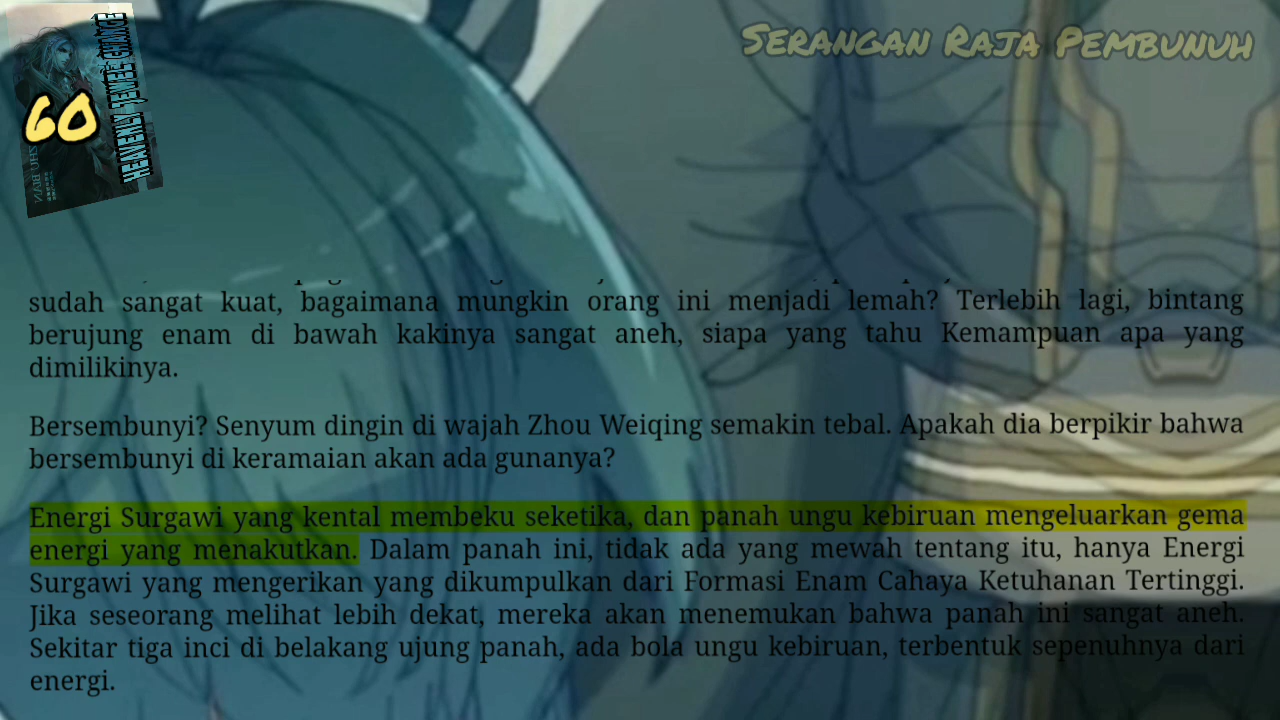 Serangan Raja Pembunuh
60
HEAVENLY JEWEL CHANGE
sudah sangat kuat, bagaimana mungkin orang ini menjadi lemah? Terlebih lagi, bintang
berujung enam di bawah kakinya sangat aneh, siapa yang tahu Kemampuan apa yang
dimilikinya.
Bersembunyi? Senyum dingin di wajah Zhou Weiqing semakin tebal. Apakah dia berpikir bahwa
bersembunyi di keramaian akan ada gunanya?
Energi Surgawi yang kental membeku seketika, dan panah ungu kebiruan mengeluarkan gema
energi yang menakutkan. Dalam panah ini, tidak ada yang mewah tentang itu, hanya Energi
Surgawi yang mengerikan yang dikumpulkan dari Formasi Enam Cahaya Ketuhanan Tertinggi.
Jika seseorang melihat lebih dekat, mereka akan menemukan bahwa panah ini sangat aneh.
Sekitar tiga inci di belakang ujung panah, ada bola ungu kebiruan, terbentuk sepenuhnya dari
energi.